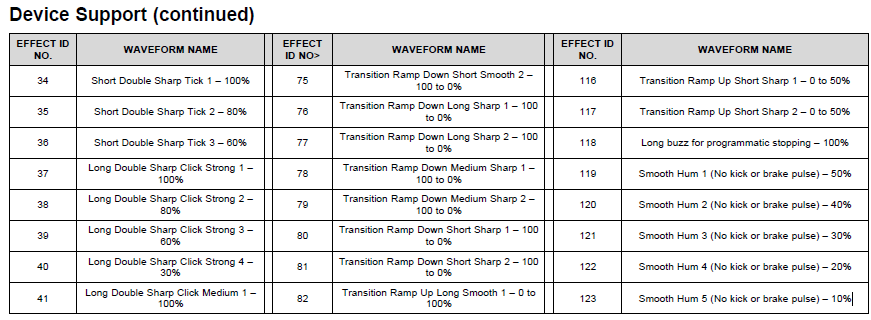 Device Support (continued)
EFFECT ID NO. WAVEFORM NAME EFFECT ID NO> WAVEFORM NAME EFFECT ID NO. WAVEFORM NAME
34 Short Double Sharp Tick 1 – 100% 75 Transition Ramp Down Short Smooth 2 – 100 to 0% 116 Transition Ramp Up Short Sharp 1 – 0 to 50%
35 Short Double Sharp Tick 2 – 80% 76 Transition Ramp Down Long Sharp 1 – 100 to 0% 117 Transition Ramp Up Short Sharp 2 – 0 to 50%
36 Short Double Sharp Tick 3 – 60% 77 Transition Ramp Down Long Sharp 2 – 100 to 0% 118 Long buzz for programmatic stopping – 100%
37 Long Double Sharp Click Strong 1 – 100% 78 Transition Ramp Down Medium Sharp 1 – 100 to 0% 119 Smooth Hum 1 (No kick or brake pulse) – 50%
38 Long Double Sharp Click Strong 2 – 80% 79 Transition Ramp Down Medium Sharp 2 – 100 to 0% 120 Smooth Hum 2 (No kick or brake pulse) – 40%
39 Long Double Sharp Click Strong 3 – 60% 80 Transition Ramp Down Short Sharp 1 – 100 to 0% 121 Smooth Hum 3 (No kick or brake pulse) – 30%
40 Long Double Sharp Click Strong 4 – 30% 81 Transition Ramp Down Short Sharp 2 – 100 to 0% 122 Smooth Hum 4 (No kick or brake pulse) – 20%
41 Long Double Sharp Click Medium 1 – 100% 82 Transition Ramp Up Long Smooth 1 – 0 to 100% 123 Smooth Hum 5 (No kick or brake pulse) – 10%